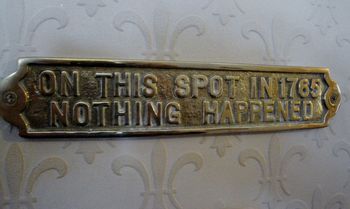 ON THIS SPOT IN 1765
NOTHING HAPPENED